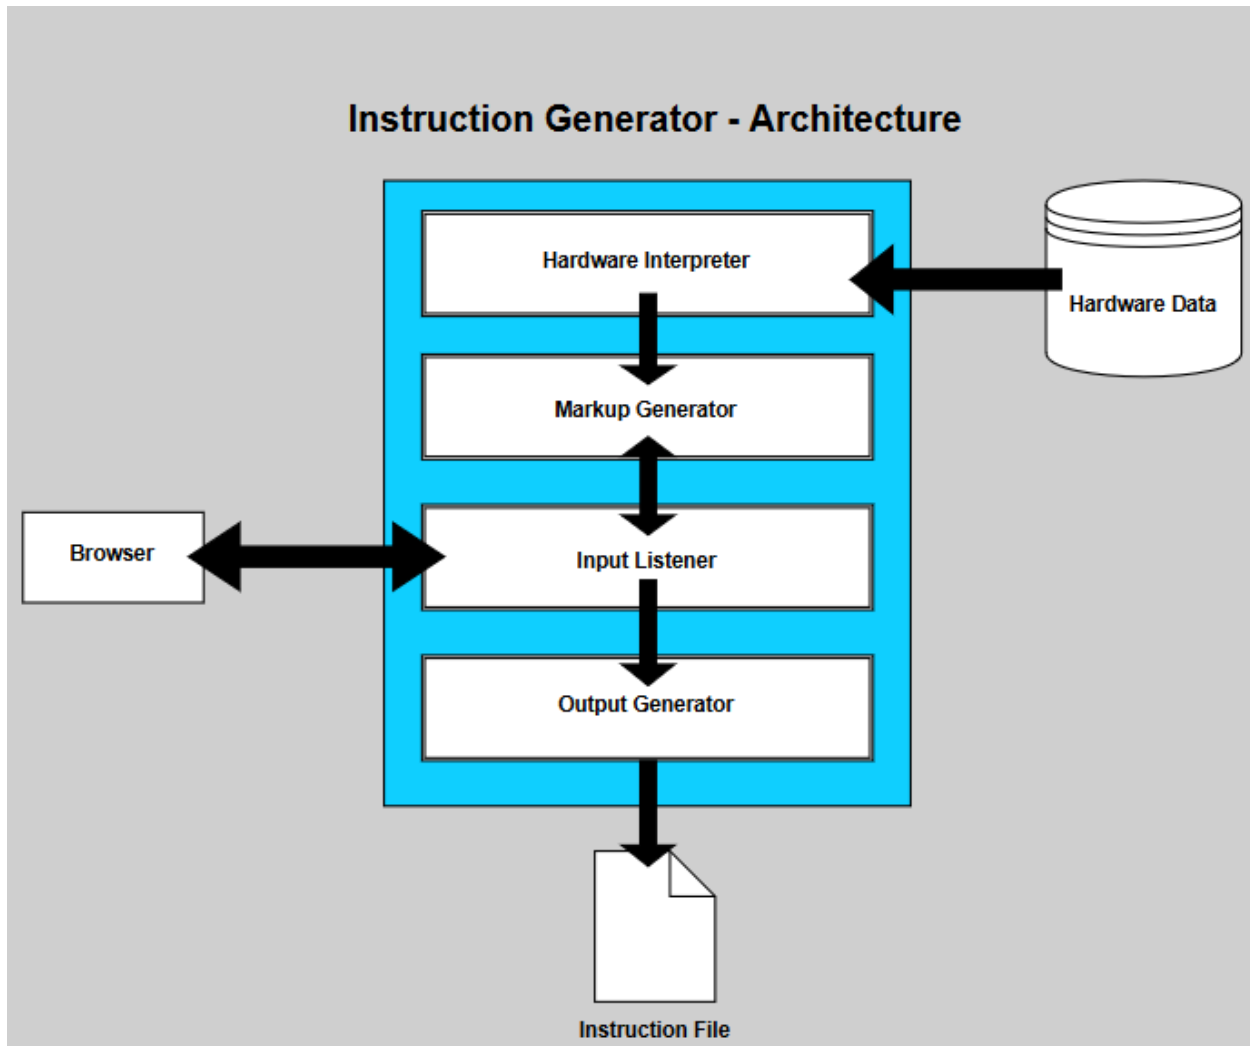 Instruction Generator - Architecture
Hardware Interpreter
Hardware Data
Markup Generator
Browser
Input Listener
Output Generator
Instruction File